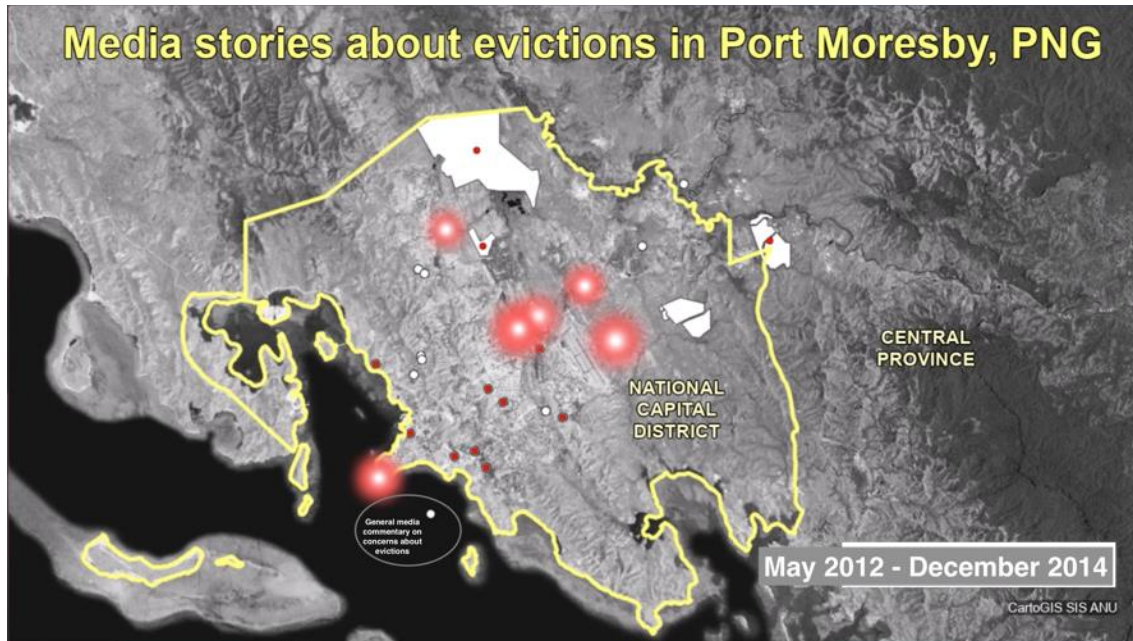 Media stories about evictions in Port Moresby, PNG
CENTRAL
PROVINCE
NATIONAL
CAPITAL
DISTRICT
General media
commentary on
concerns about
evictions
May 2012 - December 2014
CartoGIS SIS ANU